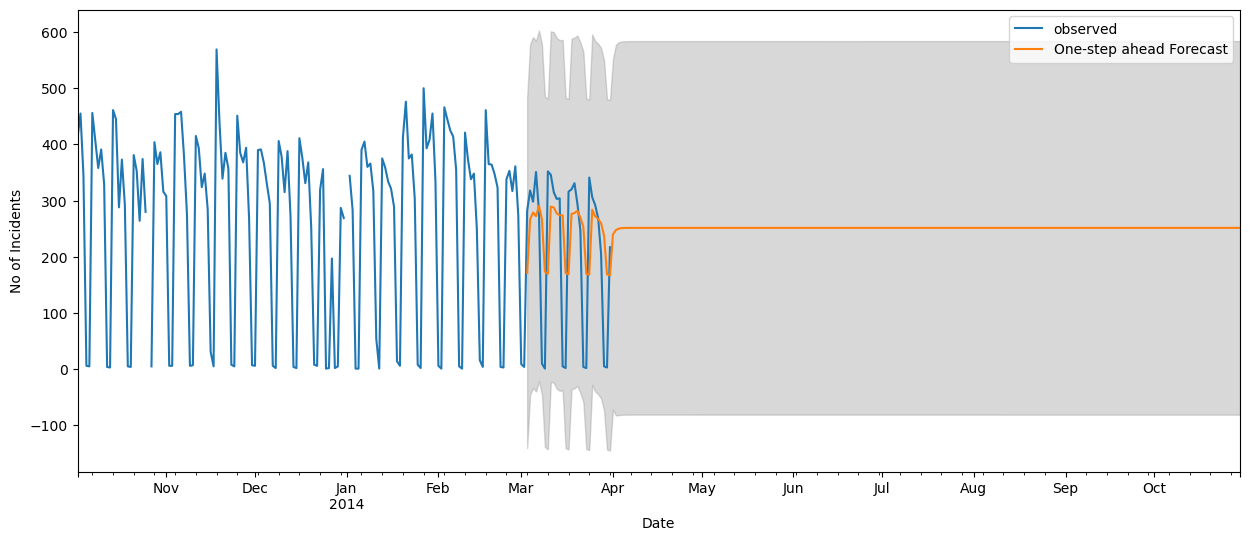 observed
One-step ahead Forecast
600
500
400
300
200
100
0
−100
No of Incidents
Nov
Dec
Jan
2014
Feb
Mar
Apr
May
Jun
Jul
Aug
Sep
Oct
Date